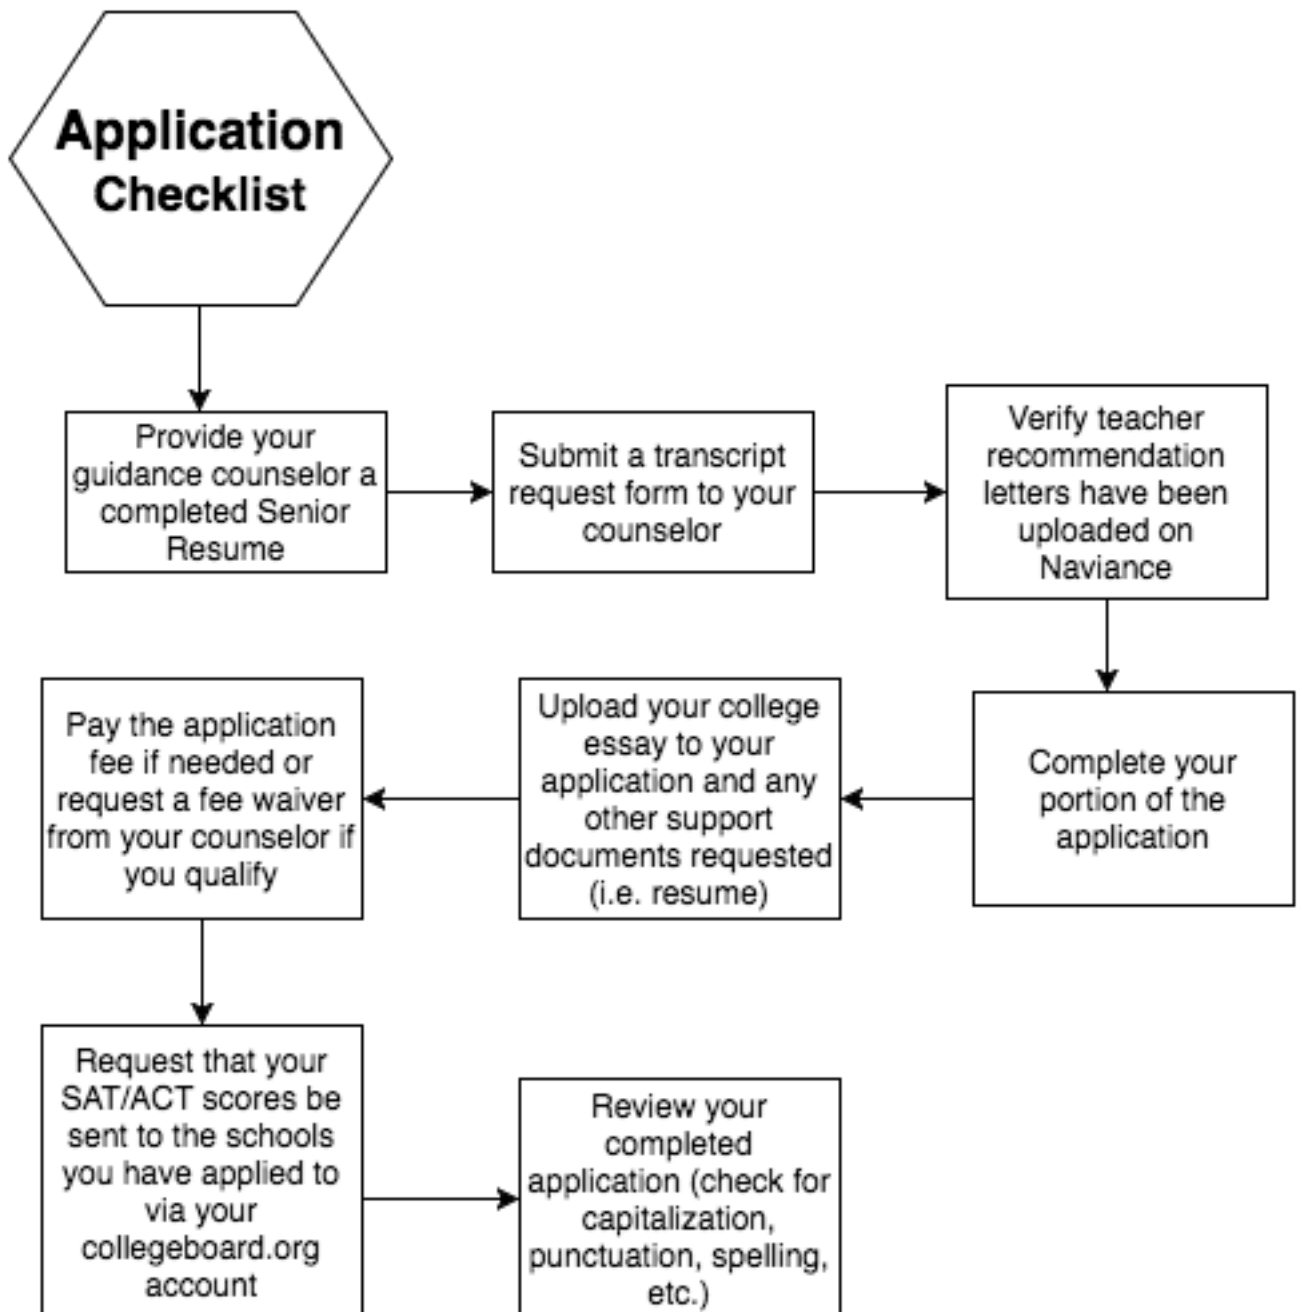 Application
Checklist
Provide your
guidance counselor a
completed Senior
Resume
Submit a transcript
request form to your
counselor
Verify teacher
recommendation
letters have been
uploaded on
Naviance
Complete your
portion of the
application
Upload your college
essay to your
application and any
other support
documents requested
(i.e. resume)
Pay the application
fee if needed or
request a fee waiver
from your counselor if
you qualify
Request that your
SAT/ACT scores be
sent to the schools
you have applied to
via your
collegeboard.org
account
Review your
completed
application (check for
capitalization,
punctuation, spelling,
etc.)